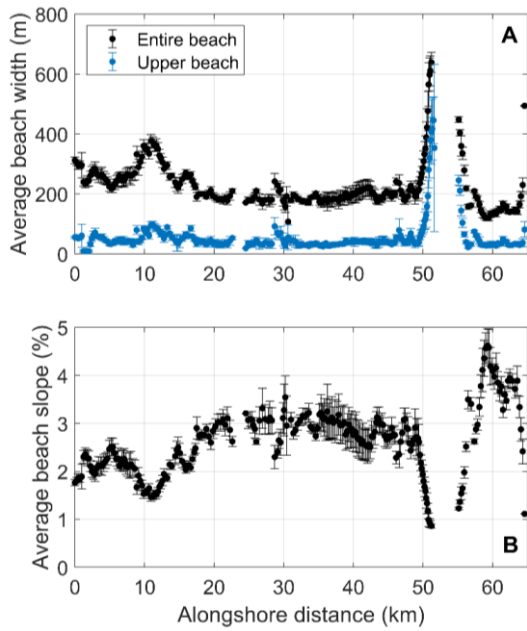 A
Entire beach
Upper beach
Average beach width (m)
800
600
400
200
0
0 10 20 30 40 50 60
B
Average beach slope (%)
5
4
3
2
1
0
0 10 20 30 40 50 60
Alongshore distance (km)